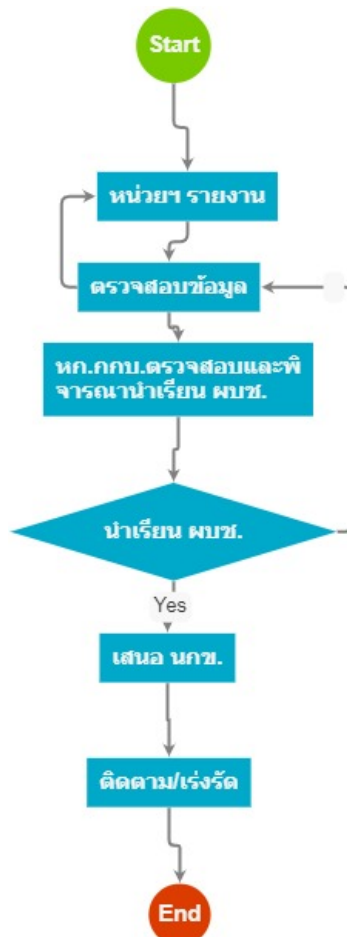 Start
หน่วยฯ รายงาน
ตรวจสอบข้อมูล
หก.กกบ.ตรวจสอบและพิ
จารณานำเรียน ผบช.
นำเรียน ผบช.
Yes
เสนอ นกข.
ติดตาม/เร่งรัด
End